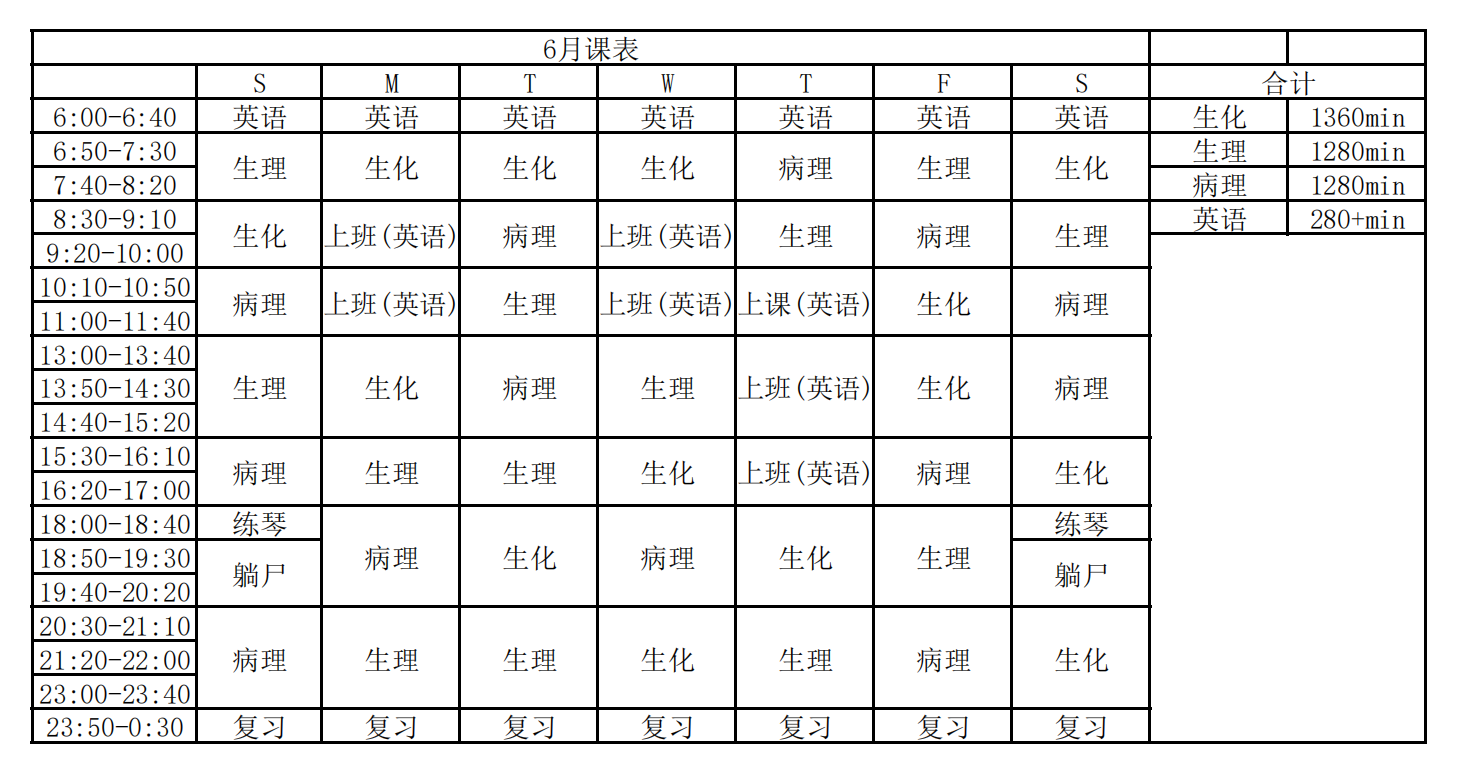 6月课表
S M T W T F S 合计
6:00-6:40 英语 英语 英语 英语 英语 英语 英语 生化 1360min
6:50-7:30 生理 1280min
生理 生化 生化 生化 病理 生理 生化
7:40-8:20 病理 1280min
8:30-9:10 英语 280+min
生化 上班(英语) 病理 上班(英语) 生理 病理 生理
9:20-10:00
10:10-10:50
病理 上班(英语) 生理 上班(英语) 上课(英语) 生化 病理
11:00-11:40
13:00-13:40
13:50-14:30 生理 生化 病理 生理 上班(英语) 生化 病理
14:40-15:20
15:30-16:10
病理 生理 生理 生化 上班(英语) 病理 生化
16:20-17:00
18:00-18:40 练琴 练琴
18:50-19:30 病理 生化 病理 生化 生理
躺尸 躺尸
19:40-20:20
20:30-21:10
21:20-22:00 病理 生理 生理 生化 生理 病理 生化
23:00-23:40
23:50-0:30 复习 复习 复习 复习 复习 复习 复习